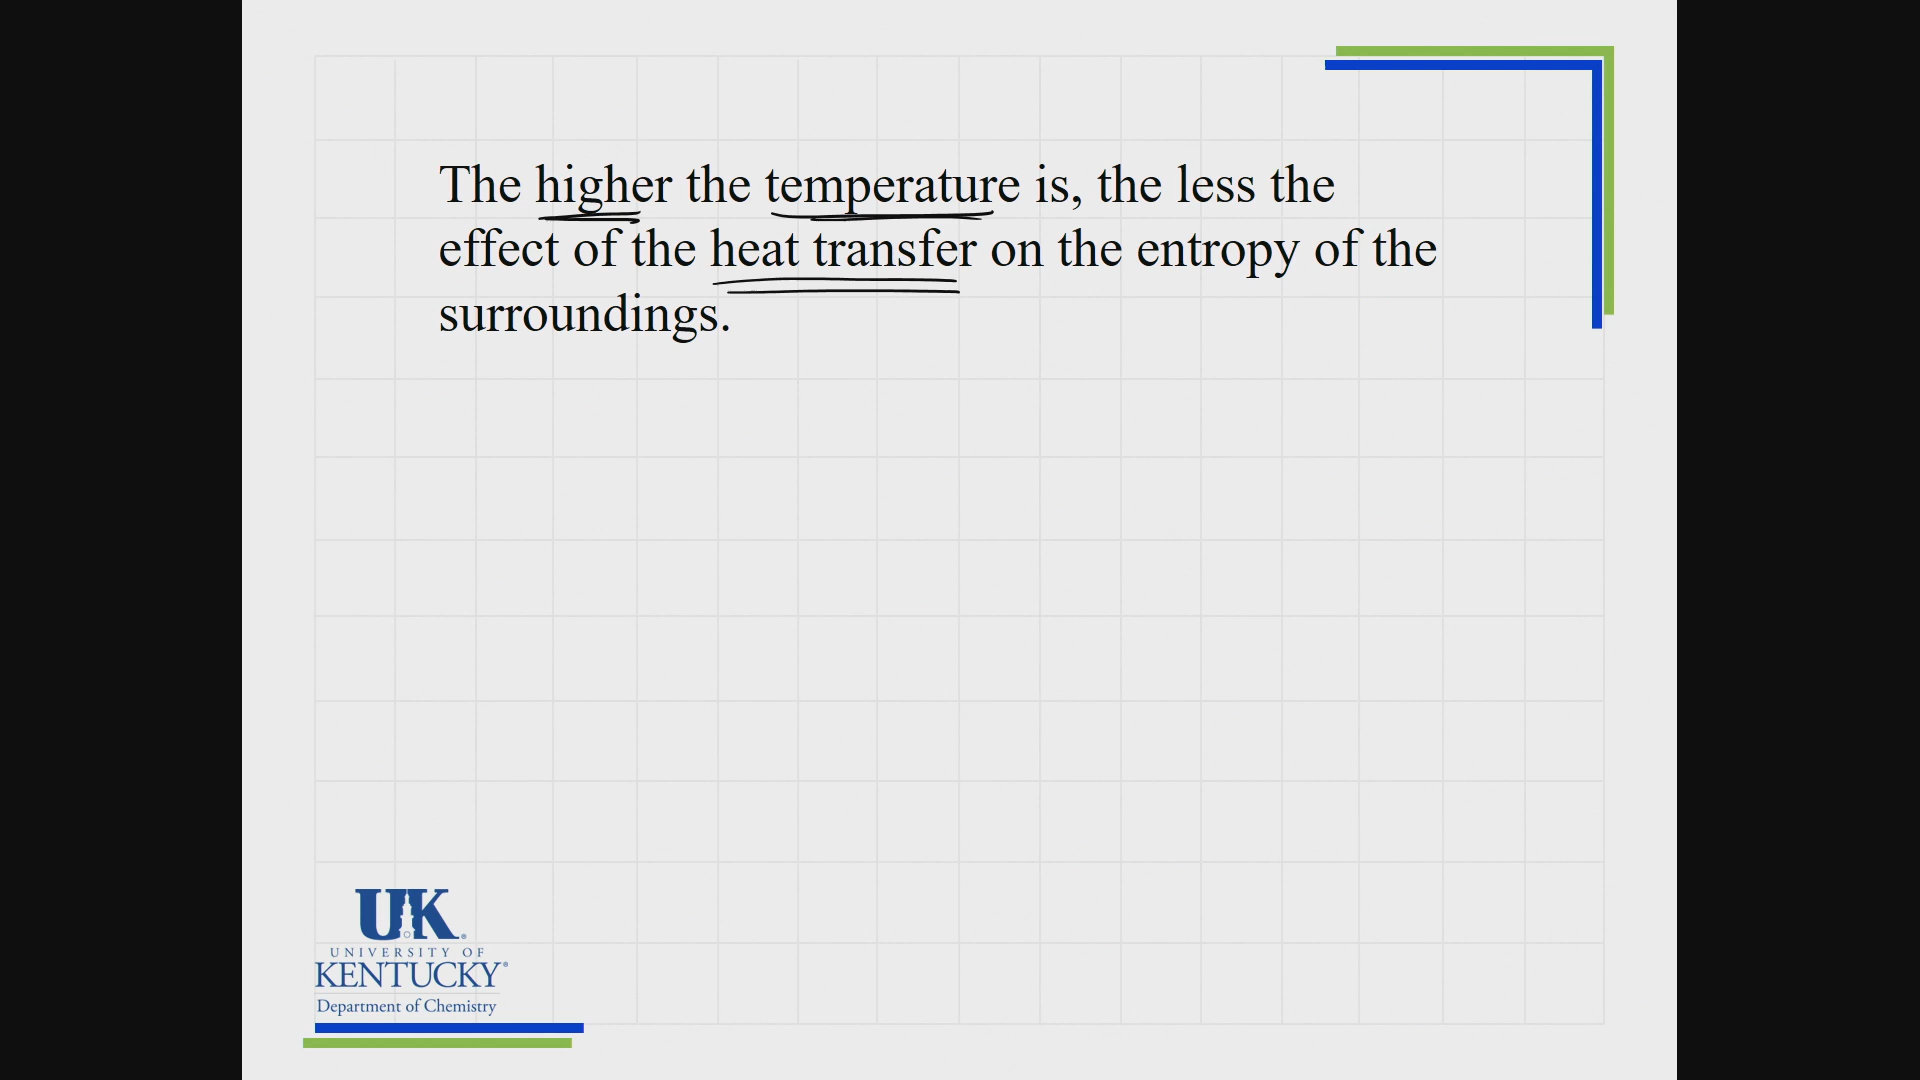 The higher the temperature is, the less the
effect of the heat transfer on the entropy of the
surroundings.
UK
UNIVERSITY OF
KENTUCKY®
Department of Chemistry